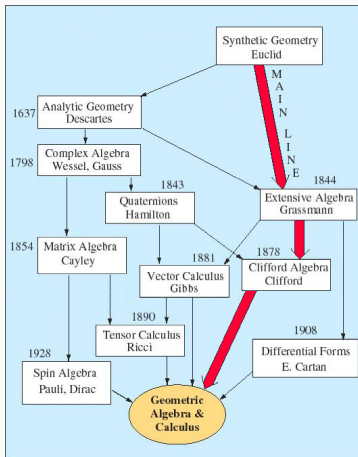 Synthetic Geometry
Euclid
MAIN LINE
1637
Analytic Geometry
Descartes
1798
Complex Algebra
Wessel, Gauss
1843
Quaternions
Hamilton
1844
Extensive Algebra
Grassmann
1854
Matrix Algebra
Cayley
1881
Vector Calculus
Gibbs
1878
Clifford Algebra
Clifford
1890
Tensor Calculus
Ricci
1908
Differential Forms
E. Cartan
1928
Spin Algebra
Pauli, Dirac
Geometric
Algebra &
Calculus